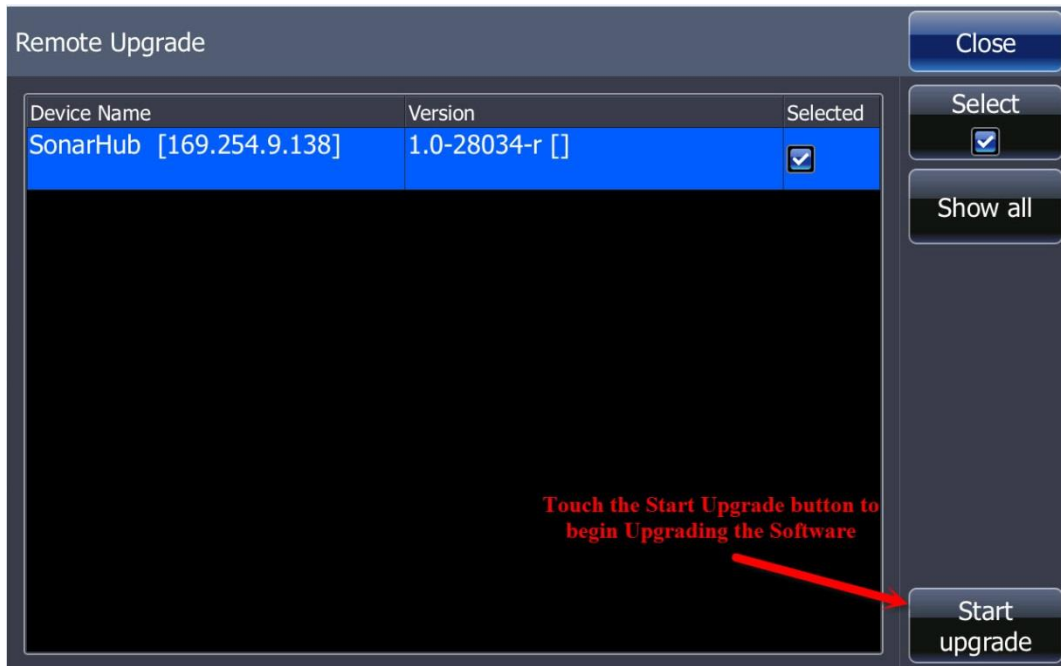 Remote Upgrade
Close
Device Name Version Selected
SonarHub [169.254.9.138] 1.0-28034-r []
Select
Show all
Touch the Start Upgrade button to
begin Upgrading the Software
Start
upgrade